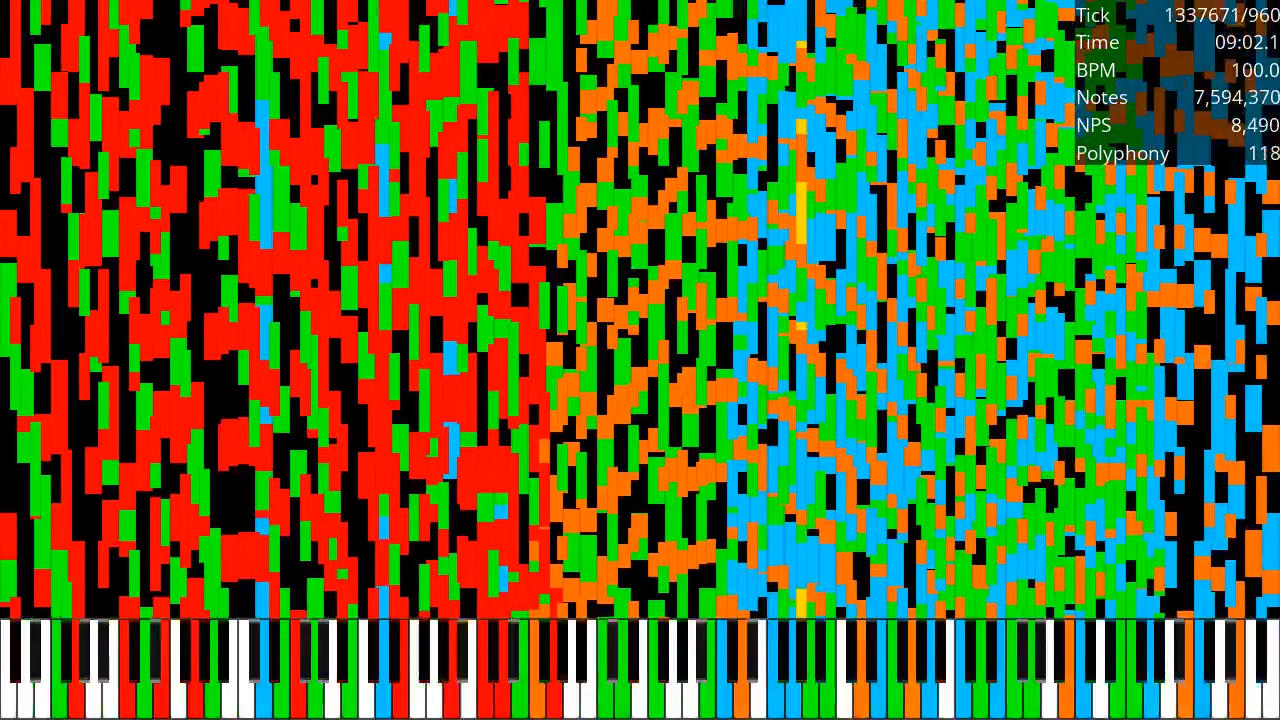 Tick 1337671/960
Time 09:02.1
BPM 100.0
Notes 7,594,370
NPS 8,490
Polyphony 118